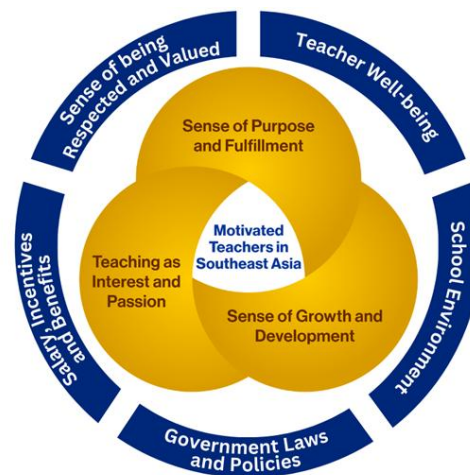 Sense of being
Respected and Valued
Teacher Well-being
Sense of Purpose
and Fulfillment
Motivated
Teachers in
Southeast Asia
Teaching as
Interest and
Passion
Sense of Growth and
Development
Salary, Incentives
and Benefits
School Environment
Government Laws
and Policies